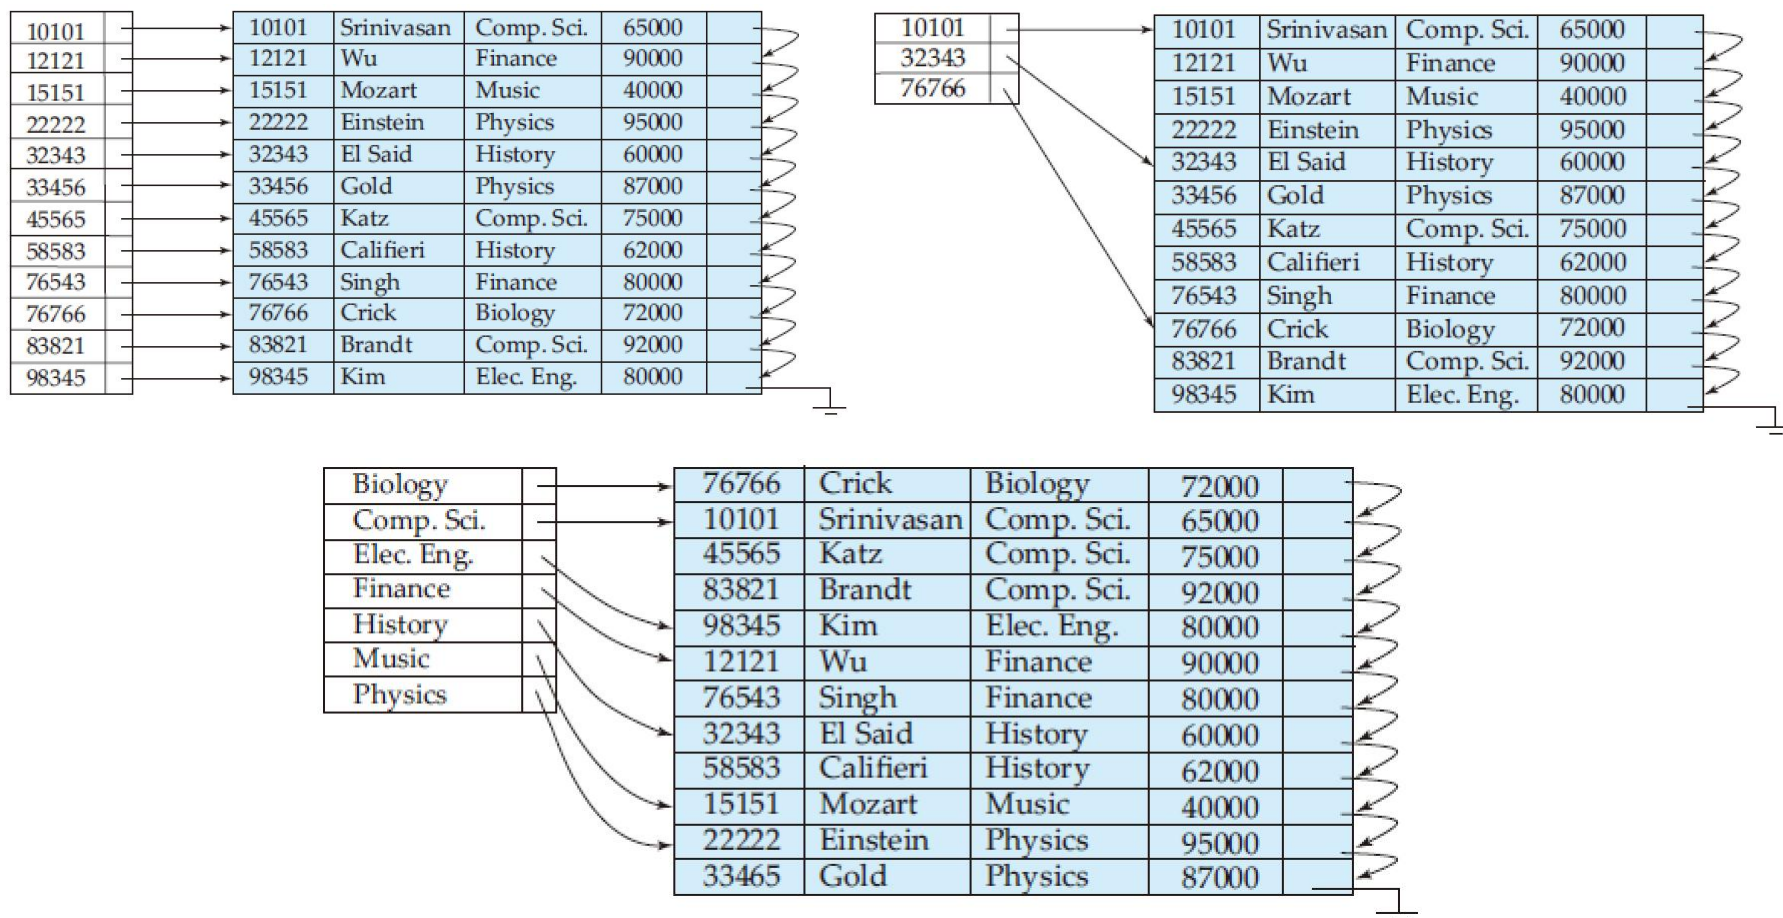 10101 10101 Srinivasan Comp. Sci. 65000
12121 12121 Wu Finance 90000
15151 15151 Mozart Music 40000
22222 22222 Einstein Physics 95000
32343 32343 El Said History 60000
33456 33456 Gold Physics 87000
45565 45565 Katz Comp. Sci. 75000
58583 58583 Califieri History 62000
76543 76543 Singh Finance 80000
76766 76766 Crick Biology 72000
83821 83821 Brandt Comp. Sci. 92000
98345 98345 Kim Elec. Eng. 80000
10101 10101 Srinivasan Comp. Sci. 65000
32343 12121 Wu Finance 90000
76766 15151 Mozart Music 40000
22222 Einstein Physics 95000
32343 El Said History 60000
33456 Gold Physics 87000
45565 Katz Comp. Sci. 75000
58583 Califieri History 62000
76543 Singh Finance 80000
76766 Crick Biology 72000
83821 Brandt Comp. Sci. 92000
98345 Kim Elec. Eng. 80000
Biology 76766 Crick Biology 72000
Comp. Sci. 10101 Srinivasan Comp. Sci. 65000
Elec. Eng. 45565 Katz Comp. Sci. 75000
Finance 83821 Brandt Comp. Sci. 92000
History 98345 Kim Elec. Eng. 80000
Music 12121 Wu Finance 90000
Physics 76543 Singh Finance 80000
32343 El Said History 60000
58583 Califieri History 62000
15151 Mozart Music 40000
22222 Einstein Physics 95000
33465 Gold Physics 87000